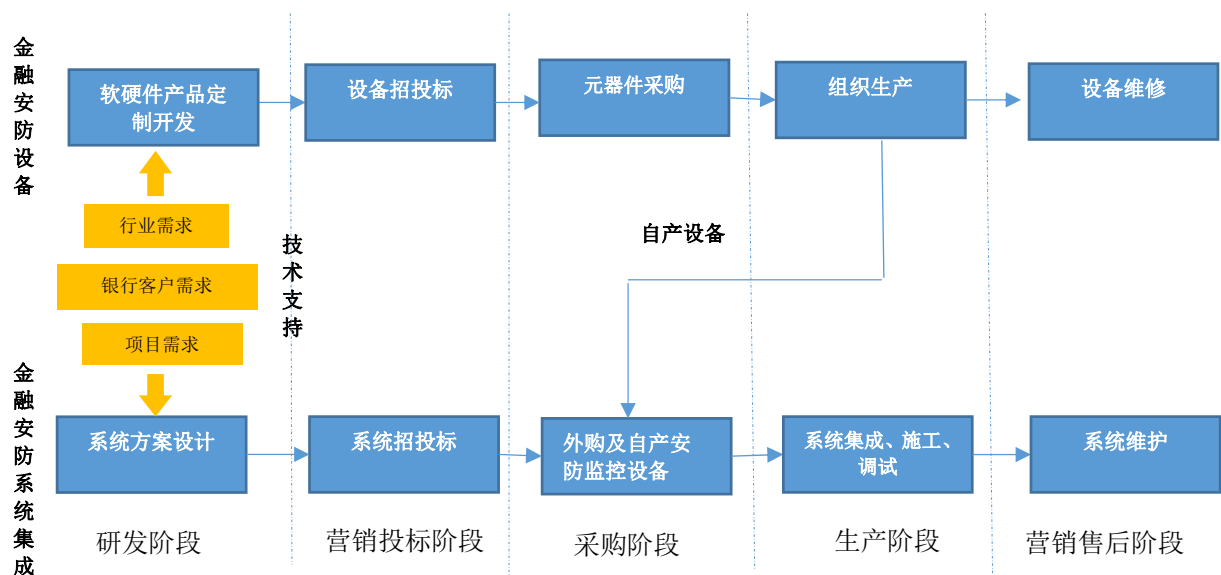 金融安防设备
软硬件产品定
制开发
设备招投标
元器件采购
组织生产
设备维修
行业需求
银行客户需求
项目需求
技术支持
自产设备
金融安防系统集成
系统方案设计
系统招投标
外购及自产安
防监控设备
系统集成、施工、
调试
系统维护
研发阶段
营销投标阶段
采购阶段
生产阶段
营销售后阶段